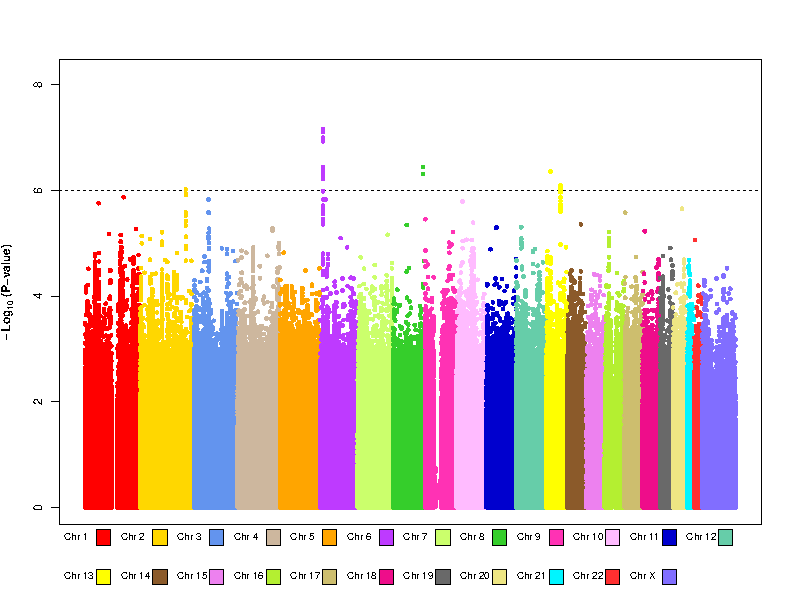 8
6
4
2
0
−Log10 (P−value)
Chr 1 Chr 2 Chr 3 Chr 4 Chr 5 Chr 6 Chr 7 Chr 8 Chr 9 Chr 10 Chr 11 Chr 12
Chr 13 Chr 14 Chr 15 Chr 16 Chr 17 Chr 18 Chr 19 Chr 20 Chr 21 Chr 22 Chr X